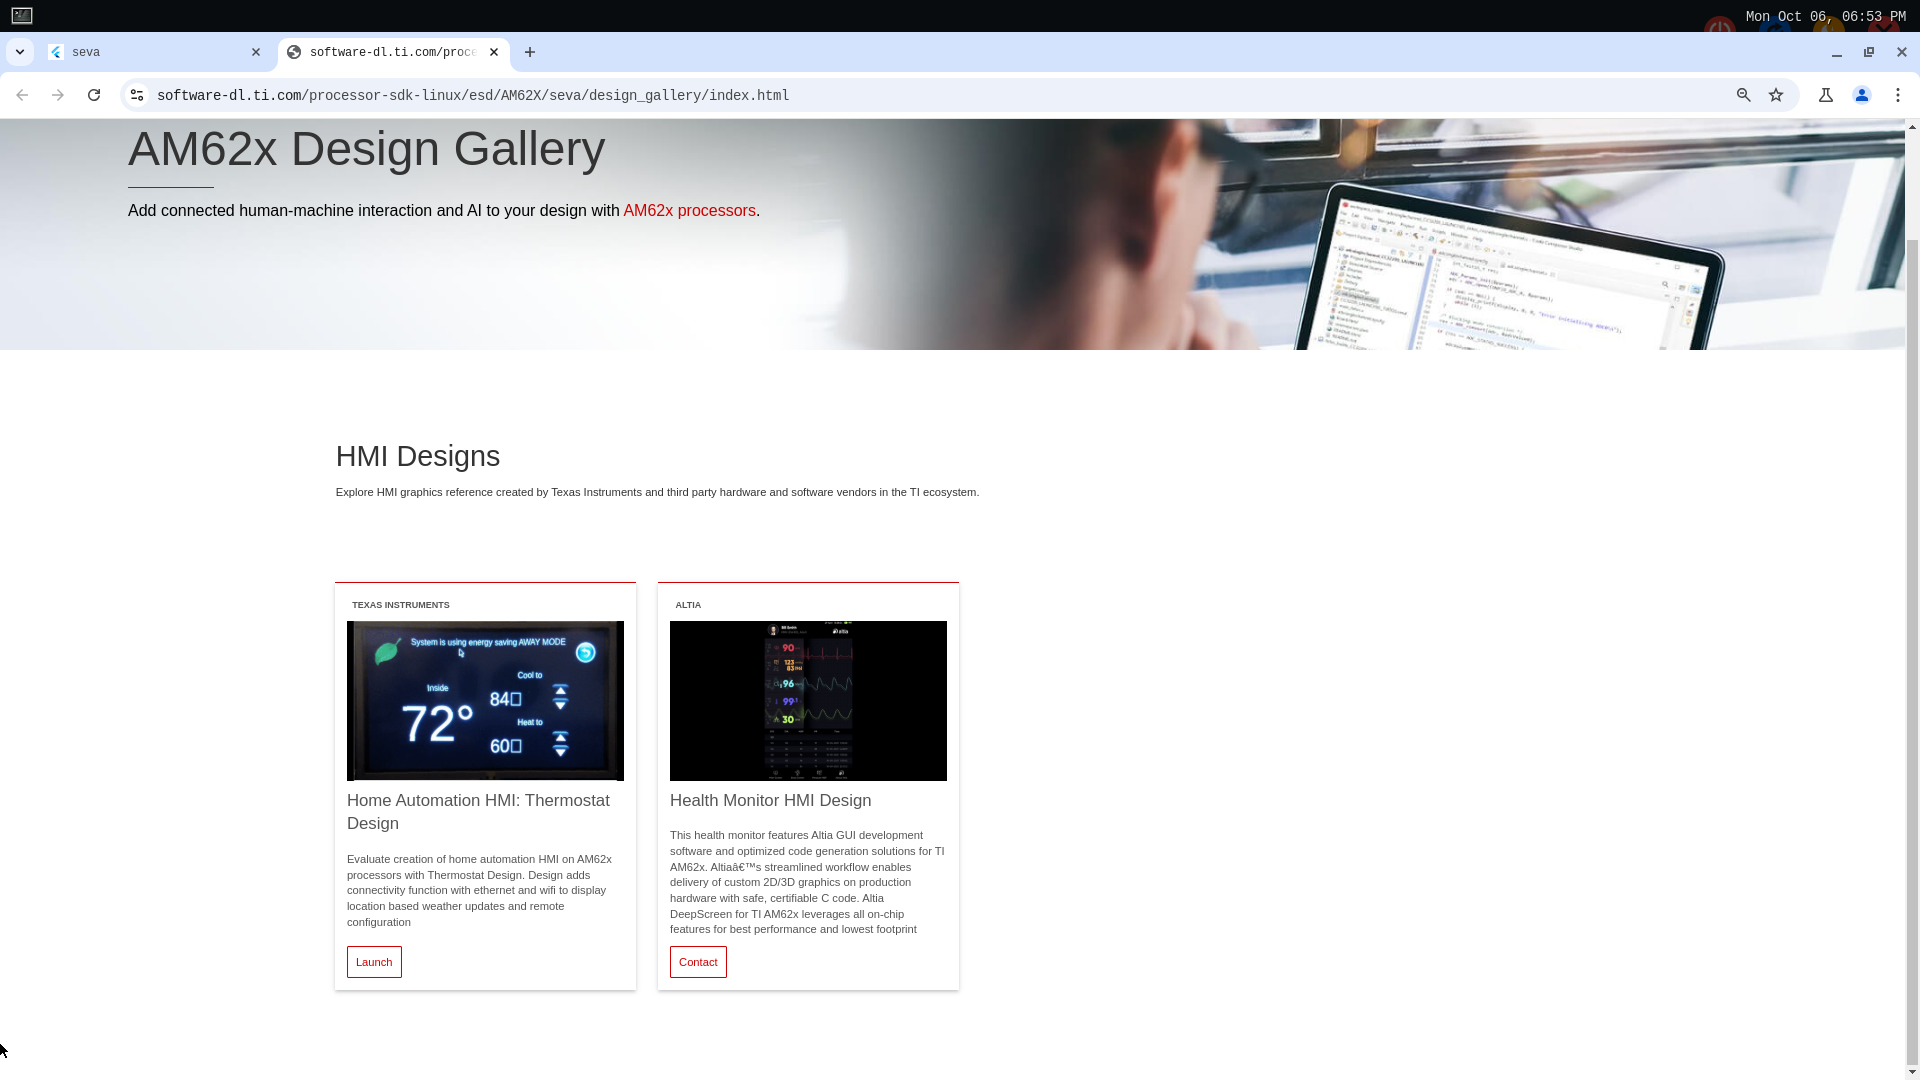 Mon Oct 06, 06:53 PM
seva
software-dl.ti.com/proce
software-dl.ti.com/processor-sdk-linux/esd/AM62X/seva/design_gallery/index.html
AM62x Design Gallery
Add connected human-machine interaction and AI to your design with AM62x processors.
HMI Designs
Explore HMI graphics reference created by Texas Instruments and third party hardware and software vendors in the TI ecosystem.
TEXAS INSTRUMENTS
System is using energy saving AWAY MODE
Cool to
Inside
84
72°
Heat to
60
Home Automation HMI: Thermostat
Design
Evaluate creation of home automation HMI on AM62x
processors with Thermostat Design. Design adds
connectivity function with ethernet and wifi to display
location based weather updates and remote
configuration
Launch
ALTIA
altia
90
123
83
96
99
30
Health Monitor HMI Design
This health monitor features Altia GUI development
software and optimized code generation solutions for TI
AM62x. Altiaâ€™s streamlined workflow enables
delivery of custom 2D/3D graphics on production
hardware with safe, certifiable C code. Altia
DeepScreen for TI AM62x leverages all on-chip
features for best performance and lowest footprint
Contact